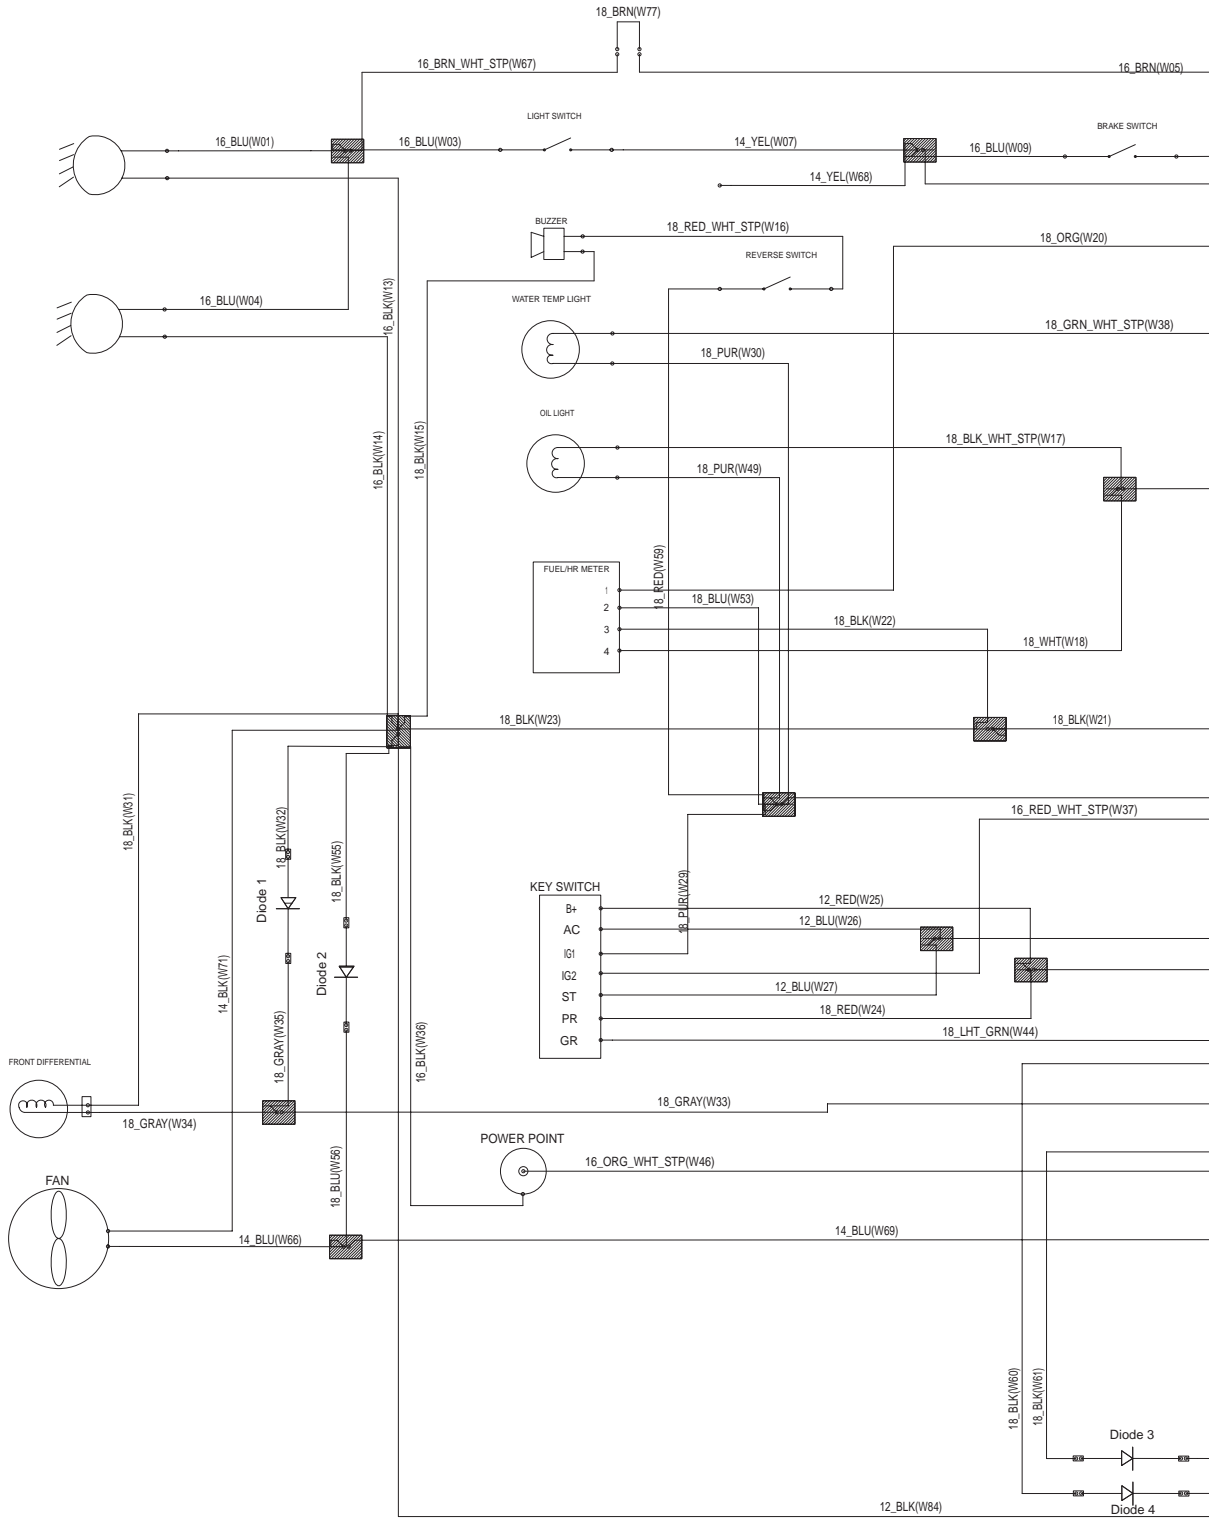 18_BRN(W77)
16_BRN_WHT_STP(W67)
16_BRN(W05)
LIGHT SWITCH
BRAKE SWITCH
16_BLU(W01)
16_BLU(W03)
14_YEL(W07)
16_BLU(W09)
14_YEL(W68)
BUZZER
18_RED_WHT_STP(W16)
18_ORG(W20)
REVERSE SWITCH
16_BLK(W13)
16_BLU(W04)
WATER TEMP LIGHT
18_GRN_WHT_STP(W38)
18_PUR(W30)
OIL LIGHT
16_BLK(W14)
18_BLK(W15)
18_BLK_WHT_STP(W17)
18_PUR(W49)
18_RED(W59)
FUEL/HR METER
1
2
3
4
18_BLU(W53)
18_BLK(W22)
18_WHT(W18)
18_BLK(W23)
18_BLK(W21)
18_BLK(W31)
18_BLK(W32)
18_BLK(W55)
16_RED_WHT_STP(W37)
Diode 1
Diode 2
18_PUR(W29)
KEY SWITCH
B+
AC
IG1
IG2
ST
PR
GR
12_RED(W25)
12_BLU(W26)
12_BLU(W27)
18_RED(W24)
18_LHT_GRN(W44)
14_BLK(W71)
18_GRAY(W35)
16_BLK(W36)
FRONT DIFFERENTIAL
18_GRAY(W34)
18_GRAY(W33)
POWER POINT
16_ORG_WHT_STP(W46)
FAN
18_BLU(W56)
14_BLU(W66)
14_BLU(W69)
18_BLK(W60)
18_BLK(W61)
Diode 3
Diode 4
12_BLK(W84)